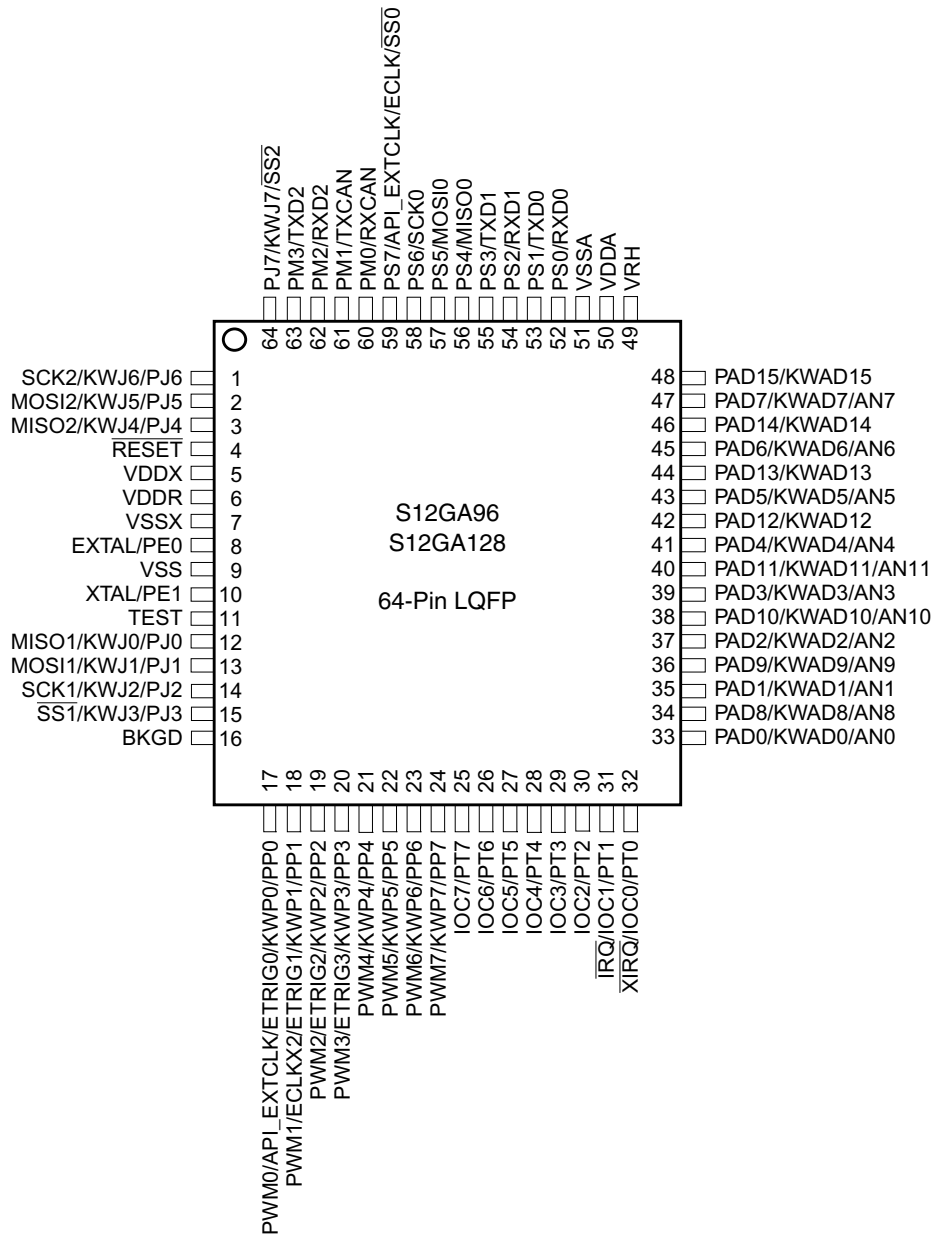 PJ7/KWJ7/SS2
PM3/TXD2
PM2/RXD2
PM1/TXCAN
PM0/RXCAN
PS7/API_EXTCLK/ECLK/SS0
PS6/SCK0
PS5/MOSI0
PS4/MISO0
PS3/TXD1
PS2/RXD1
PS1/TXD0
PS0/RXD0
VSSA
VDDA
VRH
64 63 62 61 60 59 58 57 56 55 54 53 52 51 50 49
SCK2/KWJ6/PJ6 1
MOSI2/KWJ5/PJ5 2
MISO2/KWJ4/PJ4 3
RESET 4
VDDX 5
VDDR 6
VSSX 7
EXTAL/PE0 8
VSS 9
XTAL/PE1 10
TEST 11
MISO1/KWJ0/PJ0 12
MOSI1/KWJ1/PJ1 13
SCK1/KWJ2/PJ2 14
SS1/KWJ3/PJ3 15
BKGD 16
S12GA96
S12GA128
64-Pin LQFP
48 PAD15/KWAD15
47 PAD7/KWAD7/AN7
46 PAD14/KWAD14
45 PAD6/KWAD6/AN6
44 PAD13/KWAD13
43 PAD5/KWAD5/AN5
42 PAD12/KWAD12
41 PAD4/KWAD4/AN4
40 PAD11/KWAD11/AN11
39 PAD3/KWAD3/AN3
38 PAD10/KWAD10/AN10
37 PAD2/KWAD2/AN2
36 PAD9/KWAD9/AN9
35 PAD1/KWAD1/AN1
34 PAD8/KWAD8/AN8
33 PAD0/KWAD0/AN0
17 18 19 20 21 22 23 24 25 26 27 28 29 30 31 32
PWM0/API_EXTCLK/ETRIG0/KWP0/PP0
PWM1/ECLKX2/ETRIG1/KWP1/PP1
PWM2/ETRIG2/KWP2/PP2
PWM3/ETRIG3/KWP3/PP3
PWM4/KWP4/PP4
PWM5/KWP5/PP5
PWM6/KWP6/PP6
PWM7/KWP7/PP7
IOC7/PT7
IOC6/PT6
IOC5/PT5
IOC4/PT4
IOC3/PT3
IOC2/PT2
IRQ/IOC1/PT1
XIRQ/IOC0/PT0